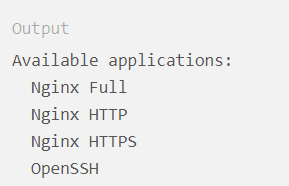 Output
Available applications:
Nginx Full
Nginx HTTP
Nginx HTTPS
OpenSSH